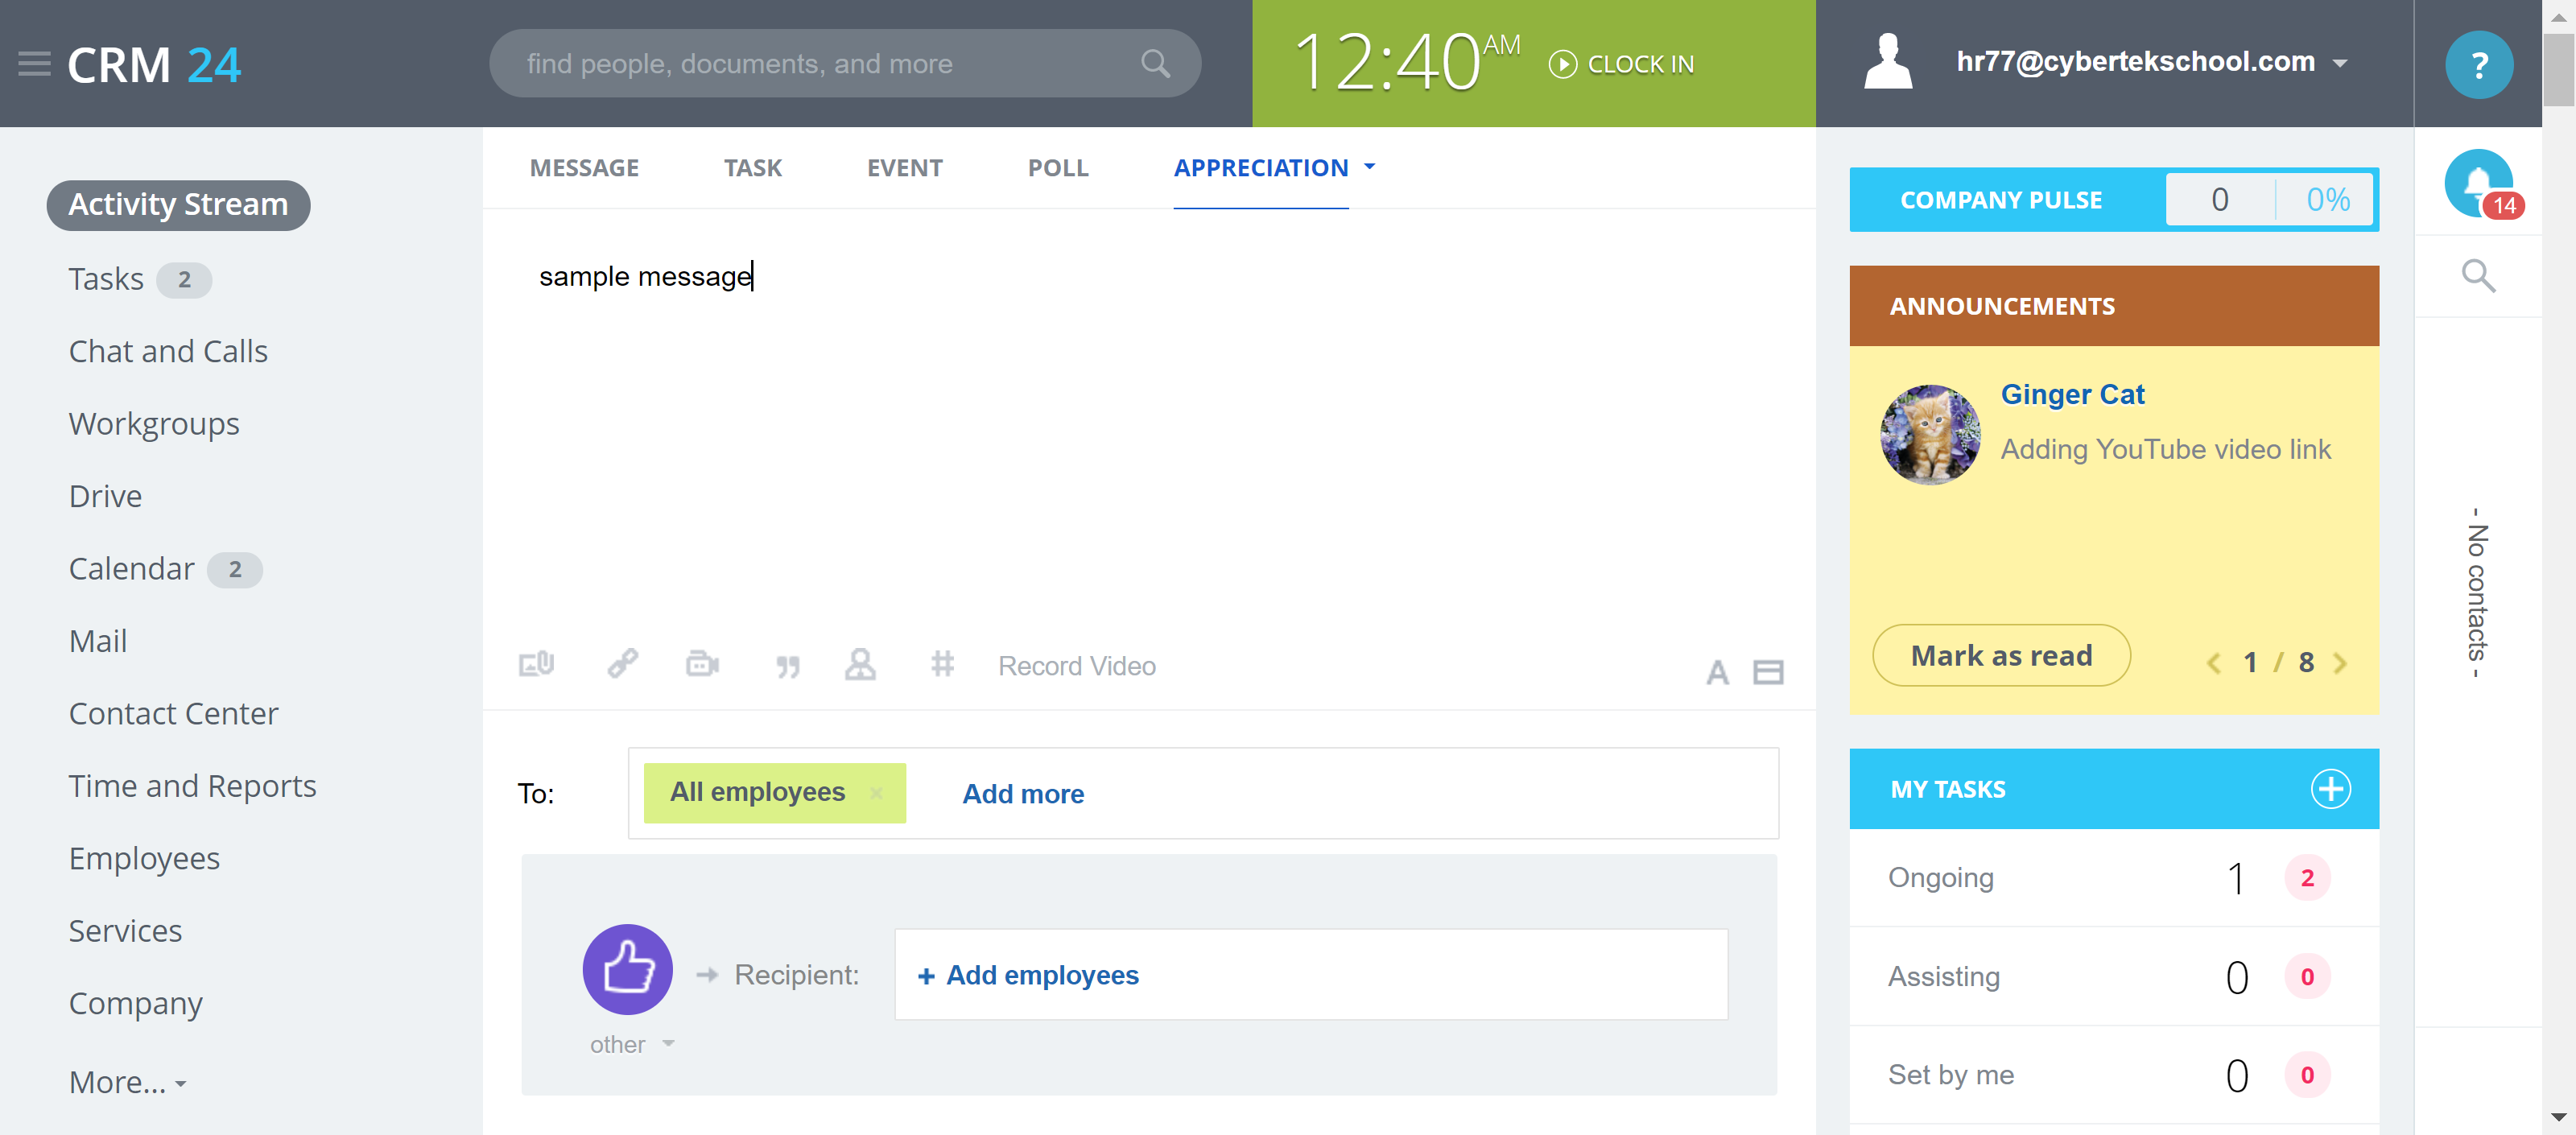 CRM 24
find people, documents, and more
12:40 AM
CLOCK IN
hr77@cybertekschool.com
?
Activity Stream
Tasks 2
Chat and Calls
Workgroups
Drive
Calendar 2
Mail
Contact Center
Time and Reports
Employees
Services
Company
More...
MESSAGE TASK EVENT POLL APPRECIATION
sample message
Record Video
A
To: All employees × Add more
Recipient: + Add employees
other
COMPANY PULSE 0 0%
ANNOUNCEMENTS
Ginger Cat
Adding YouTube video link
Mark as read 1 / 8
MY TASKS
Ongoing 1 2
Assisting 0 0
Set by me 0 0
14
- No contacts -